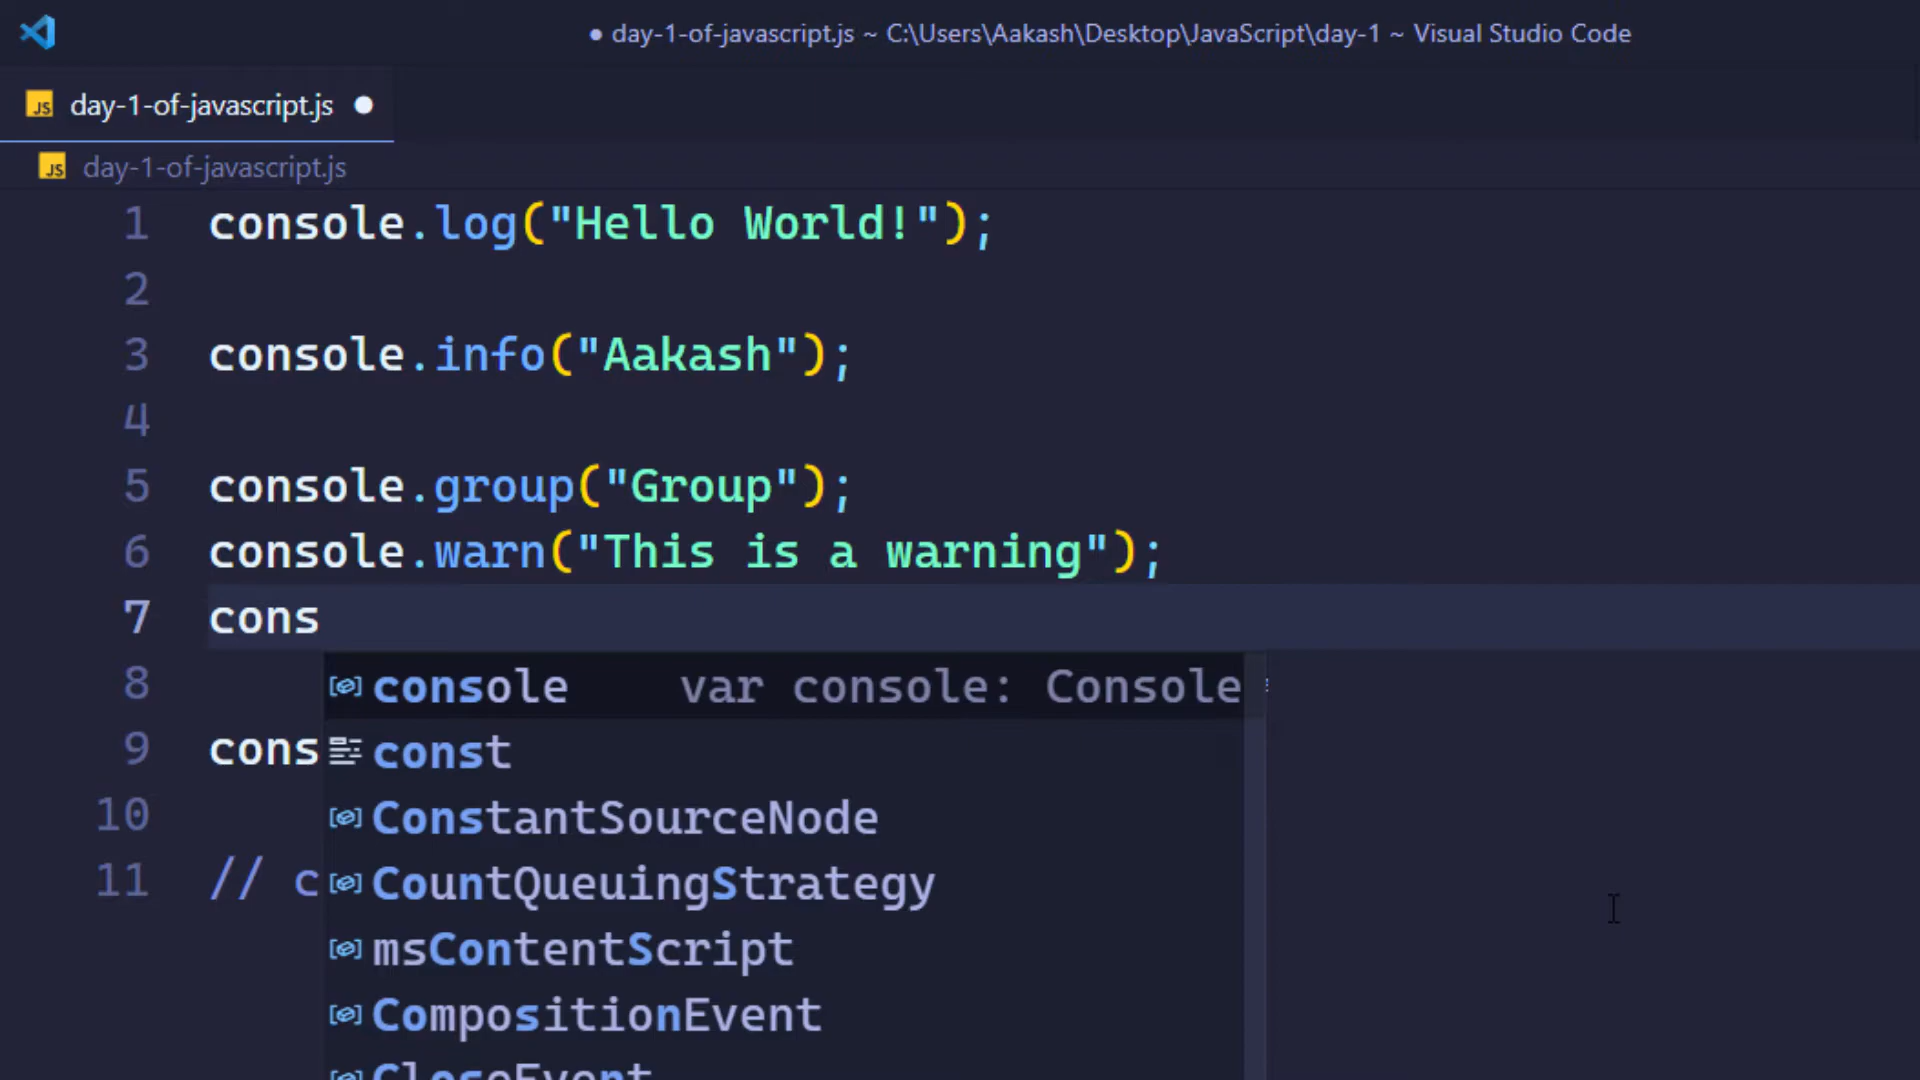 ● day-1-of-javascript.js ~ C:\Users\Aakash\Desktop\JavaScript\day-1 ~ Visual Studio Code
JS day-1-of-javascript.js ●
JS day-1-of-javascript.js
1 console.log("Hello World!");
2
3 console.info("Aakash");
4
5 console.group("Group");
6 console.warn("This is a warning");
7 cons
8 console var console: Console
9 cons const
10 ConstantSourceNode
11 // c CountQueuingStrategy
msContentScript
CompositionEvent
CloseEvent